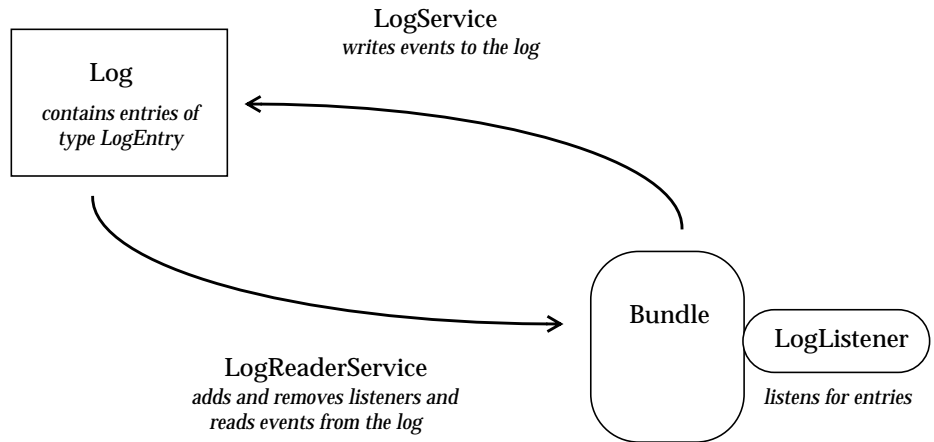 LogService
writes events to the log
Log
contains entries of
type LogEntry
Bundle
LogListener
listens for entries
LogReaderService
adds and removes listeners and
reads events from the log